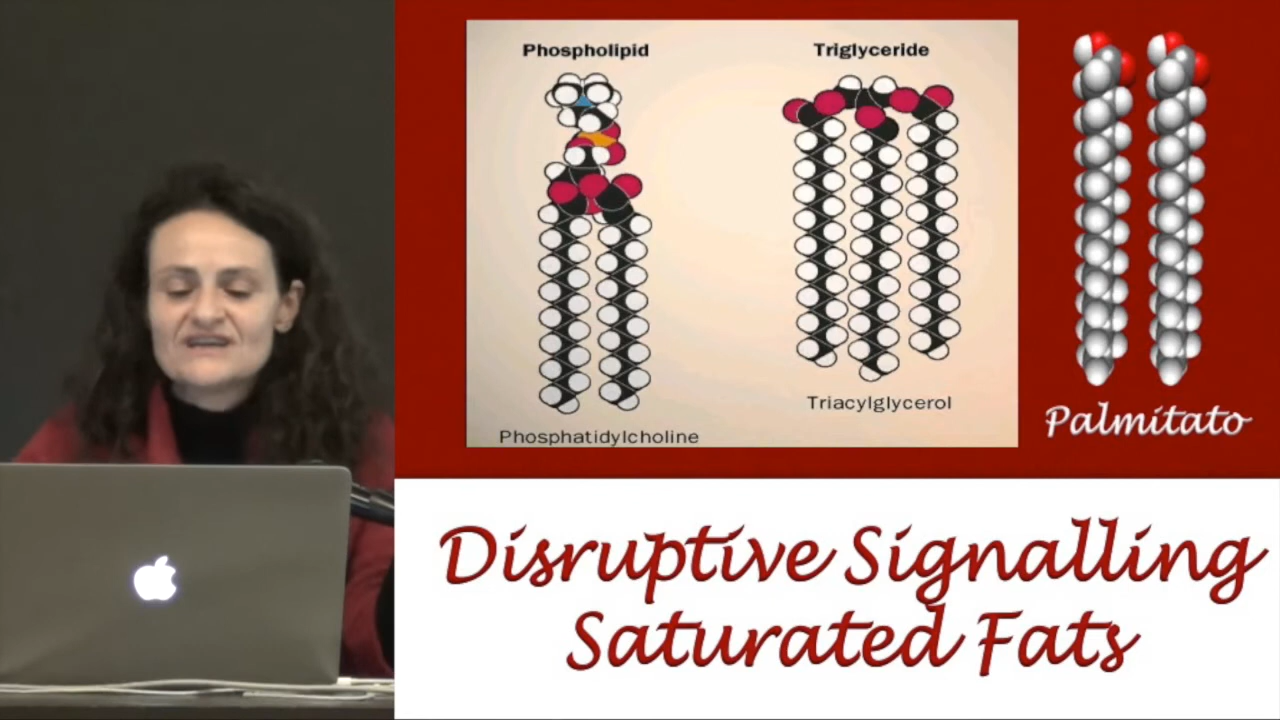 Phospholipid
Triglyceride
Phosphatidylcholine
Triacylglycerol
Palmitato
Disruptive Signalling
Saturated Fats